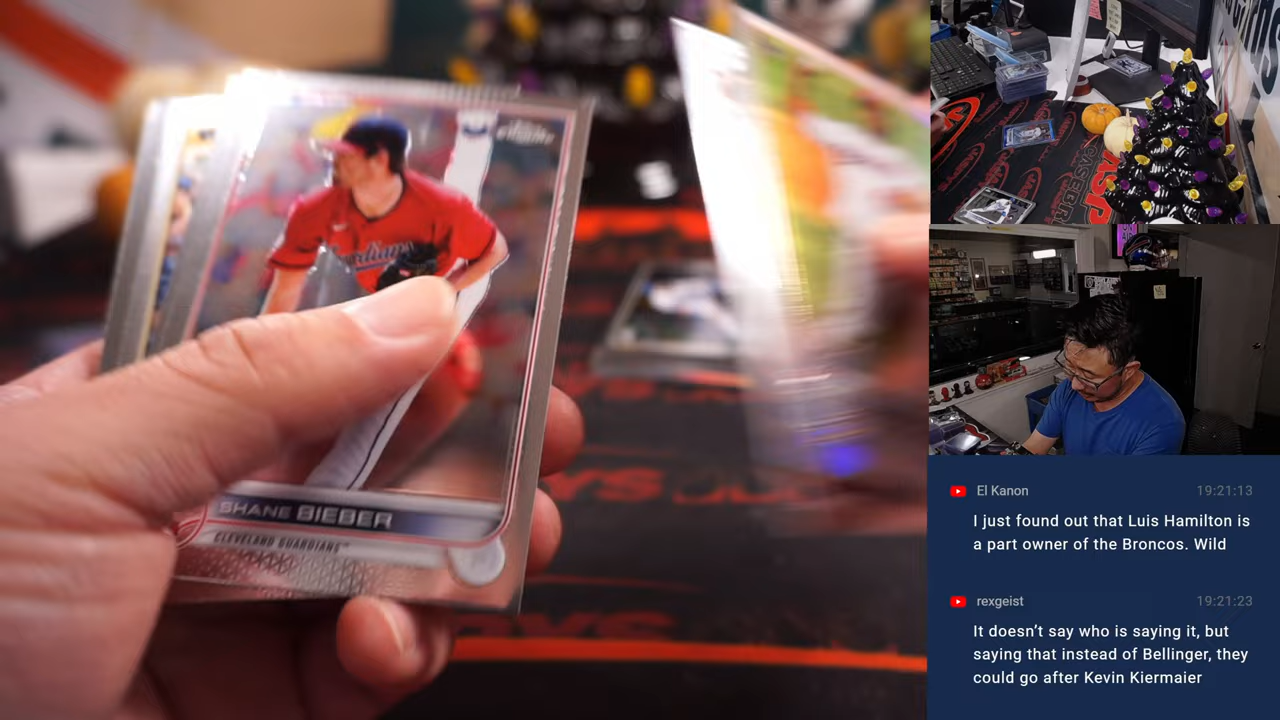 Guardians
SHANE BIEBER
CLEVELAND GUARDIANS
El Kanon
19:21:13
I just found out that Luis Hamilton is
a part owner of the Broncos. Wild
rexgeist
19:21:23
It doesn't say who is saying it, but
saying that instead of Bellinger, they
could go after Kevin Kiermaier